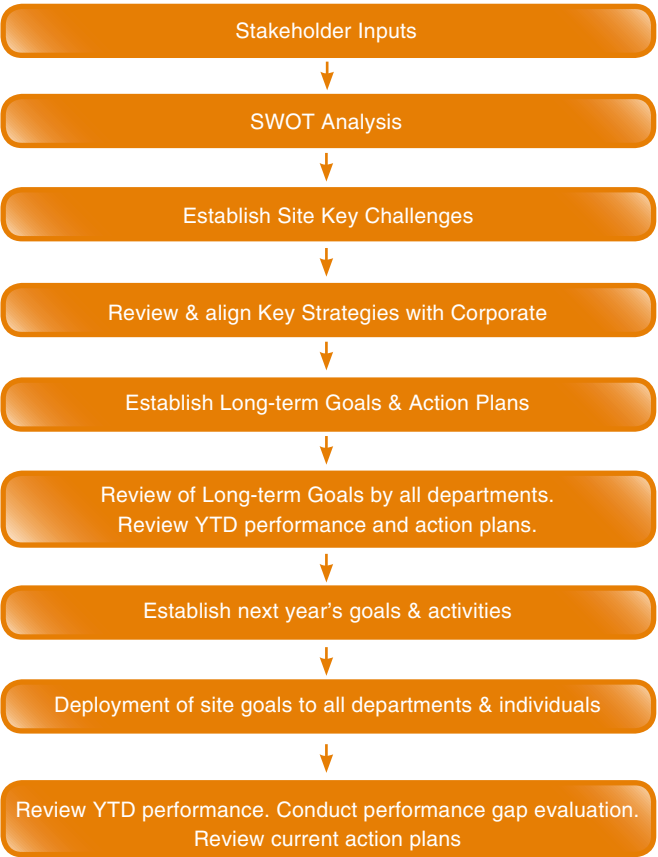 Stakeholder Inputs
SWOT Analysis
Establish Site Key Challenges
Review & align Key Strategies with Corporate
Establish Long-term Goals & Action Plans
Review of Long-term Goals by all departments.
Review YTD performance and action plans.
Establish next year’s goals & activities
Deployment of site goals to all departments & individuals
Review YTD performance. Conduct performance gap evaluation.
Review current action plans